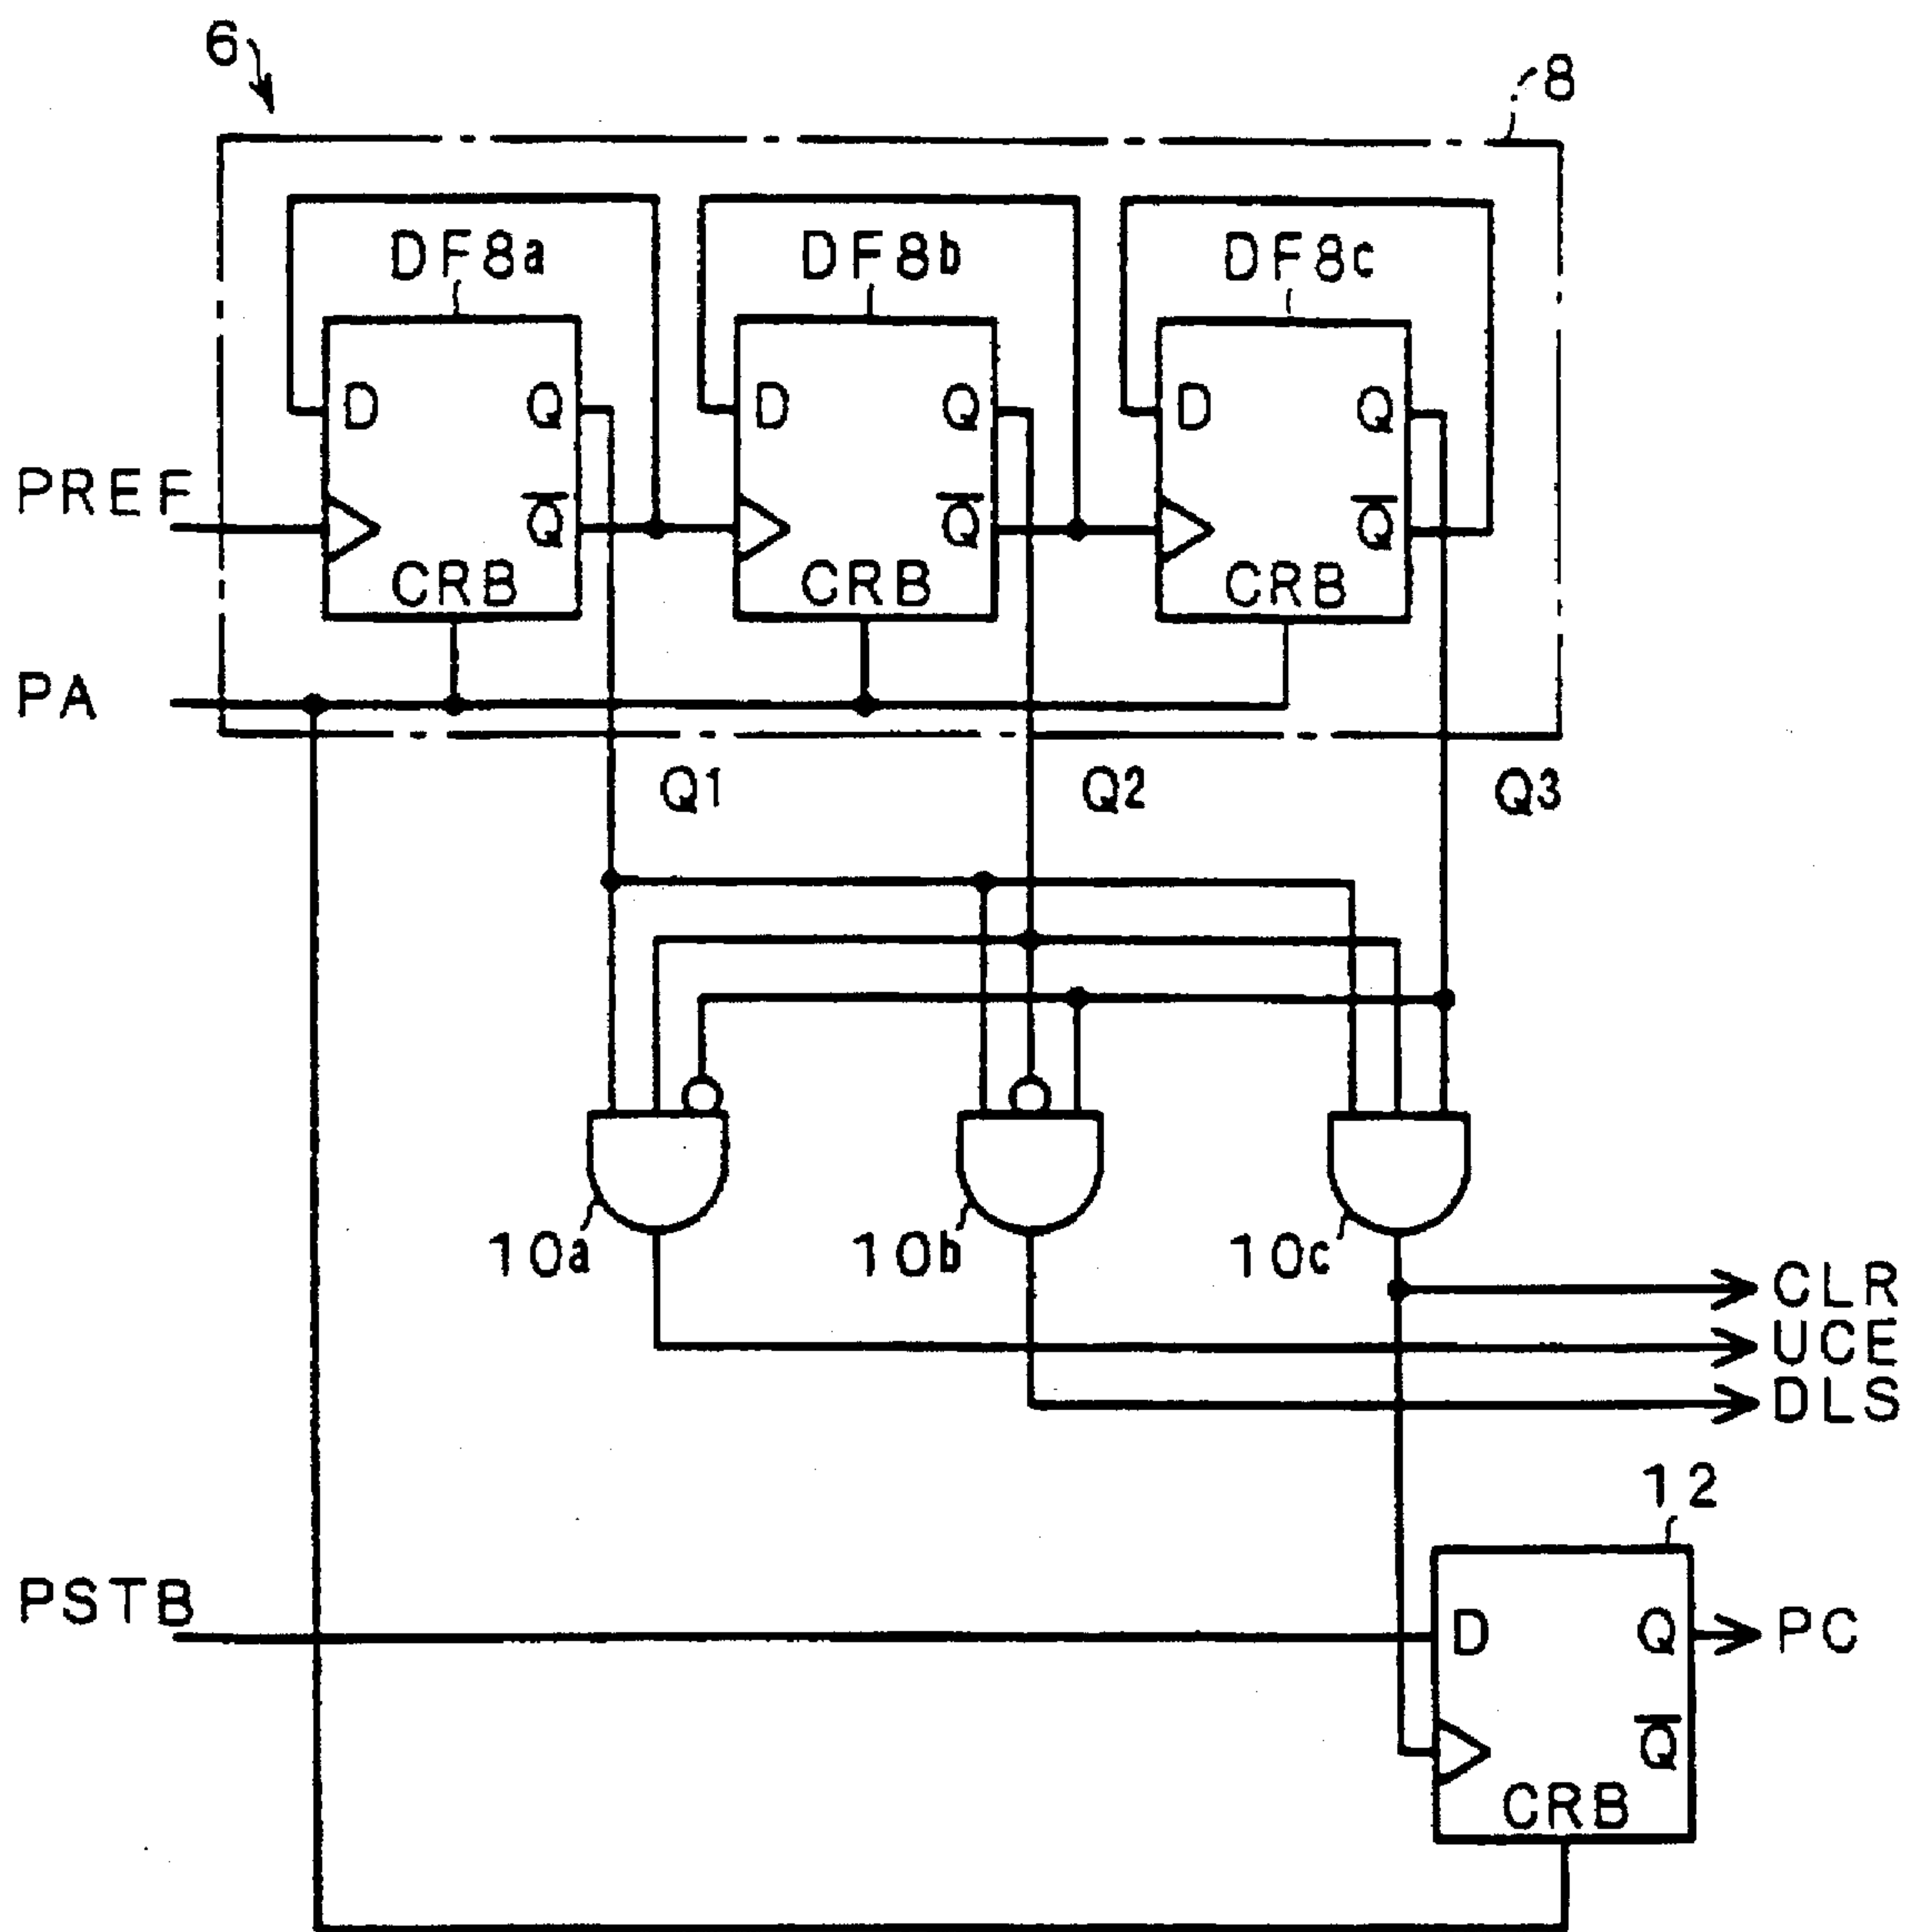 6
8
DF8a DF8b DF8c
D Q D Q D Q
PREF
Q̅ Q̅ Q̅
CRB CRB CRB
PA
Q1 Q2 Q3
10a 10b 10c
CLR
UCE
DLS
12
PSTB
D Q PC
Q̅
CRB